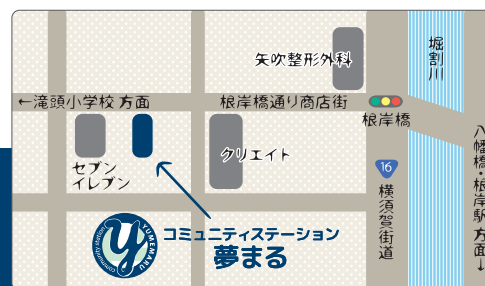 矢吹整形外科
堀割川
←滝頭小学校 方面
根岸橋通り商店街
根岸橋
セブン
イレブン
クリエイト
16
横須賀街道
八幡橋・根岸駅 方面→
YUMEMARU
y
communitystation
コミュニティステーション
夢まる